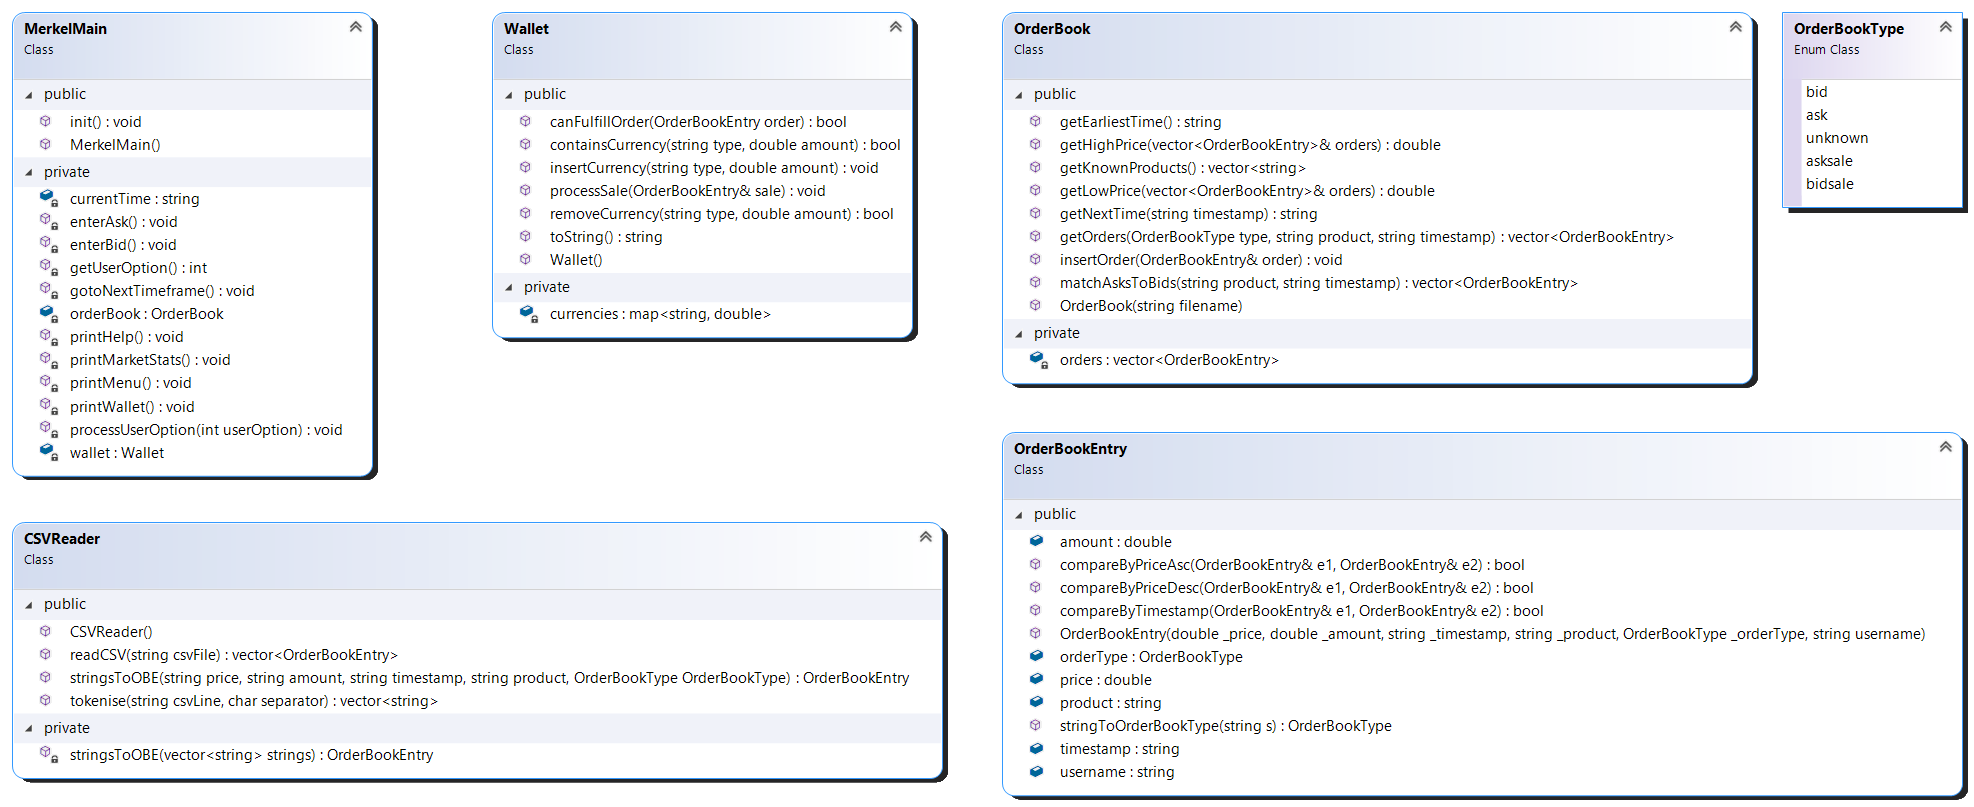 MerkelMain
Class
public
init() : void
MerkelMain()
private
currentTime : string
enterAsk() : void
enterBid() : void
getUserOption() : int
gotoNextTimeframe() : void
orderBook : OrderBook
printHelp() : void
printMarketStats() : void
printMenu() : void
printWallet() : void
processUserOption(int userOption) : void
wallet : Wallet
Wallet
Class
public
canFulfillOrder(OrderBookEntry order) : bool
containsCurrency(string type, double amount) : bool
insertCurrency(string type, double amount) : void
processSale(OrderBookEntry& sale) : void
removeCurrency(string type, double amount) : bool
toString() : string
Wallet()
private
currencies : map<string, double>
OrderBook
Class
public
getEarliestTime() : string
getHighPrice(vector<OrderBookEntry>& orders) : double
getKnownProducts() : vector<string>
getLowPrice(vector<OrderBookEntry>& orders) : double
getNextTime(string timestamp) : string
getOrders(OrderBookType type, string product, string timestamp) : vector<OrderBookEntry>
insertOrder(OrderBookEntry& order) : void
matchAsksToBids(string product, string timestamp) : vector<OrderBookEntry>
OrderBook(string filename)
private
orders : vector<OrderBookEntry>
OrderBookType
Enum Class
bid
ask
unknown
asksale
bidsale
CSVReader
Class
public
CSVReader()
readCSV(string csvFile) : vector<OrderBookEntry>
stringsToOBE(string price, string amount, string timestamp, string product, OrderBookType OrderBookType) : OrderBookEntry
tokenise(string csvLine, char separator) : vector<string>
private
stringsToOBE(vector<string> strings) : OrderBookEntry
OrderBookEntry
Class
public
amount : double
compareByPriceAsc(OrderBookEntry& e1, OrderBookEntry& e2) : bool
compareByPriceDesc(OrderBookEntry& e1, OrderBookEntry& e2) : bool
compareByTimestamp(OrderBookEntry& e1, OrderBookEntry& e2) : bool
OrderBookEntry(double _price, double _amount, string _timestamp, string _product, OrderBookType _orderType, string username)
orderType : OrderBookType
price : double
product : string
stringToOrderBookType(string s) : OrderBookType
timestamp : string
username : string